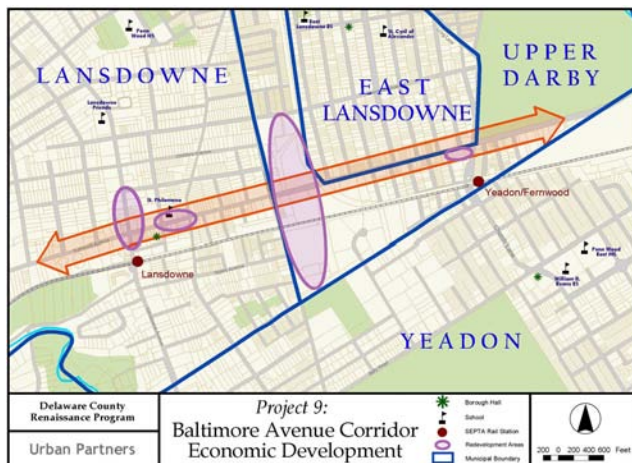 Penn
Wood HS
East
Lansdowne ES
St. Cyril of
Alexandria
LANSDOWNE
UPPER
DARBY
EAST
LANSDOWNE
Lansdowne
Friends
St. Philomena
Yeadon/Fernwood
Lansdowne
Penn Wood
East MS
William B.
Evans ES
YEADON
Delaware County
Renaissance Program
Urban Partners
Project 9:
Baltimore Avenue Corridor
Economic Development
Borough Hall
School
SEPTA Rail Station
Redevelopment Areas
Municipal Boundary
200 0 200 400 600 Feet